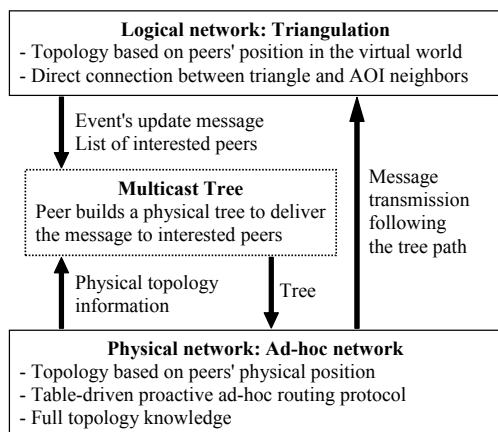 Logical network: Triangulation
- Topology based on peers' position in the virtual world
- Direct connection between triangle and AOI neighbors
Event's update message
List of interested peers
Multicast Tree
Peer builds a physical tree to deliver
the message to interested peers
Message
transmission
following
the tree path
Physical topology
information
Tree
Physical network: Ad-hoc network
- Topology based on peers' physical position
- Table-driven proactive ad-hoc routing protocol
- Full topology knowledge